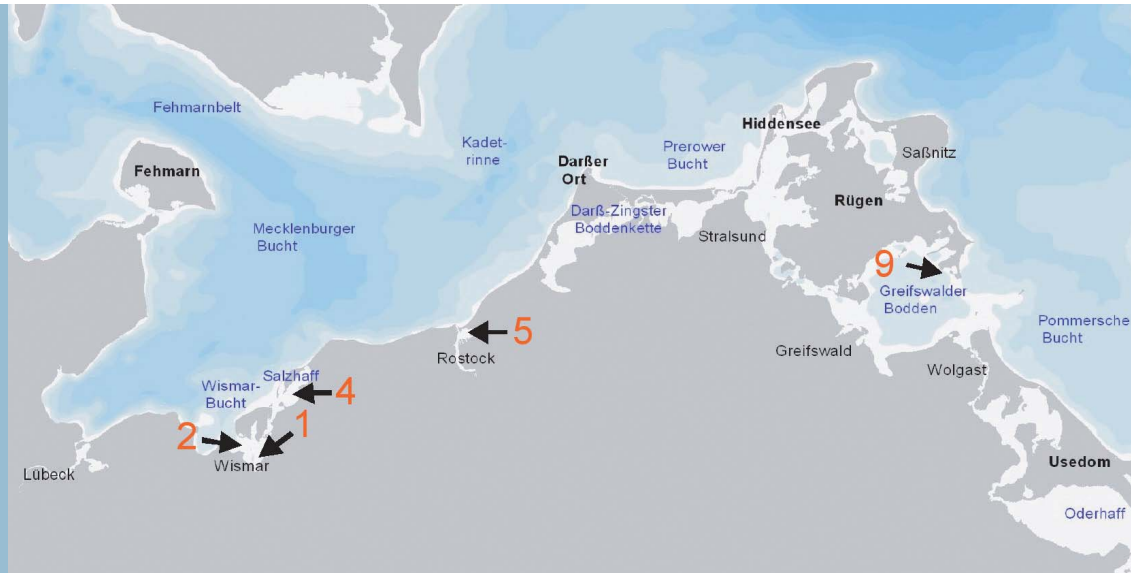 Fehmarnbelt
Fehmarn
Mecklenburger
Bucht
Kadet-
rinne
Darßer
Ort
Prerower
Bucht
Hiddensee
Darß-Zingster
Boddenkette
Stralsund
Saßnitz
Rügen
9
Greifswalder
Bodden
Greifswald
Wolgast
Pommersche
Bucht
Usedom
Oderhaff
5
Rostock
Salzhaff
Wismar-
Bucht
4
1
2
Wismar
Lübeck